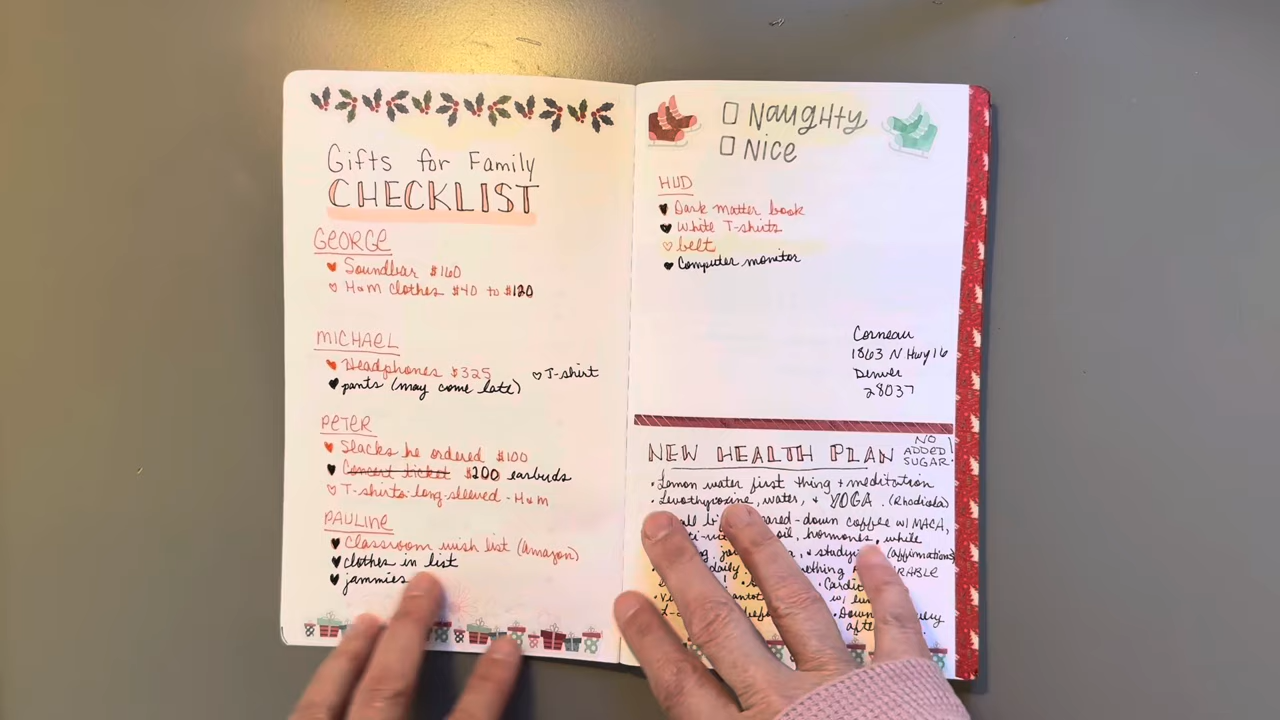 Gifts for Family
CHECKLIST
GEORGE
Soundbar $160
H&M clothes $40 to $120
MICHAEL
Headphones $325
T-shirt
pants (may come late)
PETER
Slacks he ordered $100
Concert ticket $200 earbuds
T-shirts-long-sleeved - H&M
PAULINE
Classroom wish list (Amazon)
clothes in list
jammies
Naughty
Nice
HUD
Dark matter book
White T-shirts
belt
Computer monitor
Corneau
1863 N Hwy 16
Denver
28037
NEW HEALTH PLAN
NO
ADDED
SUGAR!
• Lemon water first thing + meditation
• Levothyroxine, water, + YOGA. (Rhodiola)
-down coffee w/ MACA,
oil, hormones, white
+ studying (affirmations)
daily